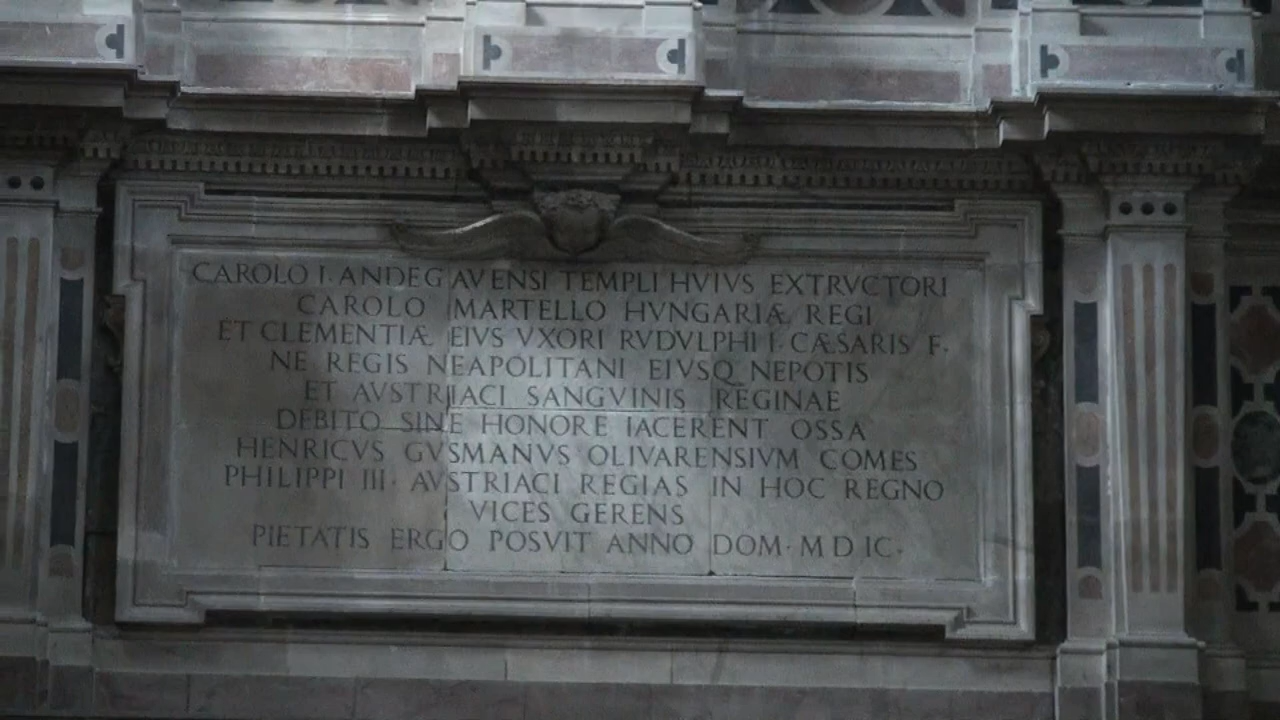 CAROLO I. ANDEGAVENSI TEMPLI HVIVS EXTRVCTORI
CAROLO MARTELLO HVNGARIÆ REGI
ET CLEMENTIÆ EIVS VXORI RVDVLPHI I. CÆSARIS F.
NE REGIS NEAPOLITANI EIVSQ NEPOTIS
ET AVSTRIACI SANGVINIS REGINAE
DEBITO SINE HONORE IACERENT OSSA
HENRICVS GVSMANVS OLIVARENSIVM COMES
PHILIPPI III· AVSTRIACI REGIAS IN HOC REGNO
VICES GERENS
PIETATIS ERGO POSVIT ANNO DOM· M D IC·